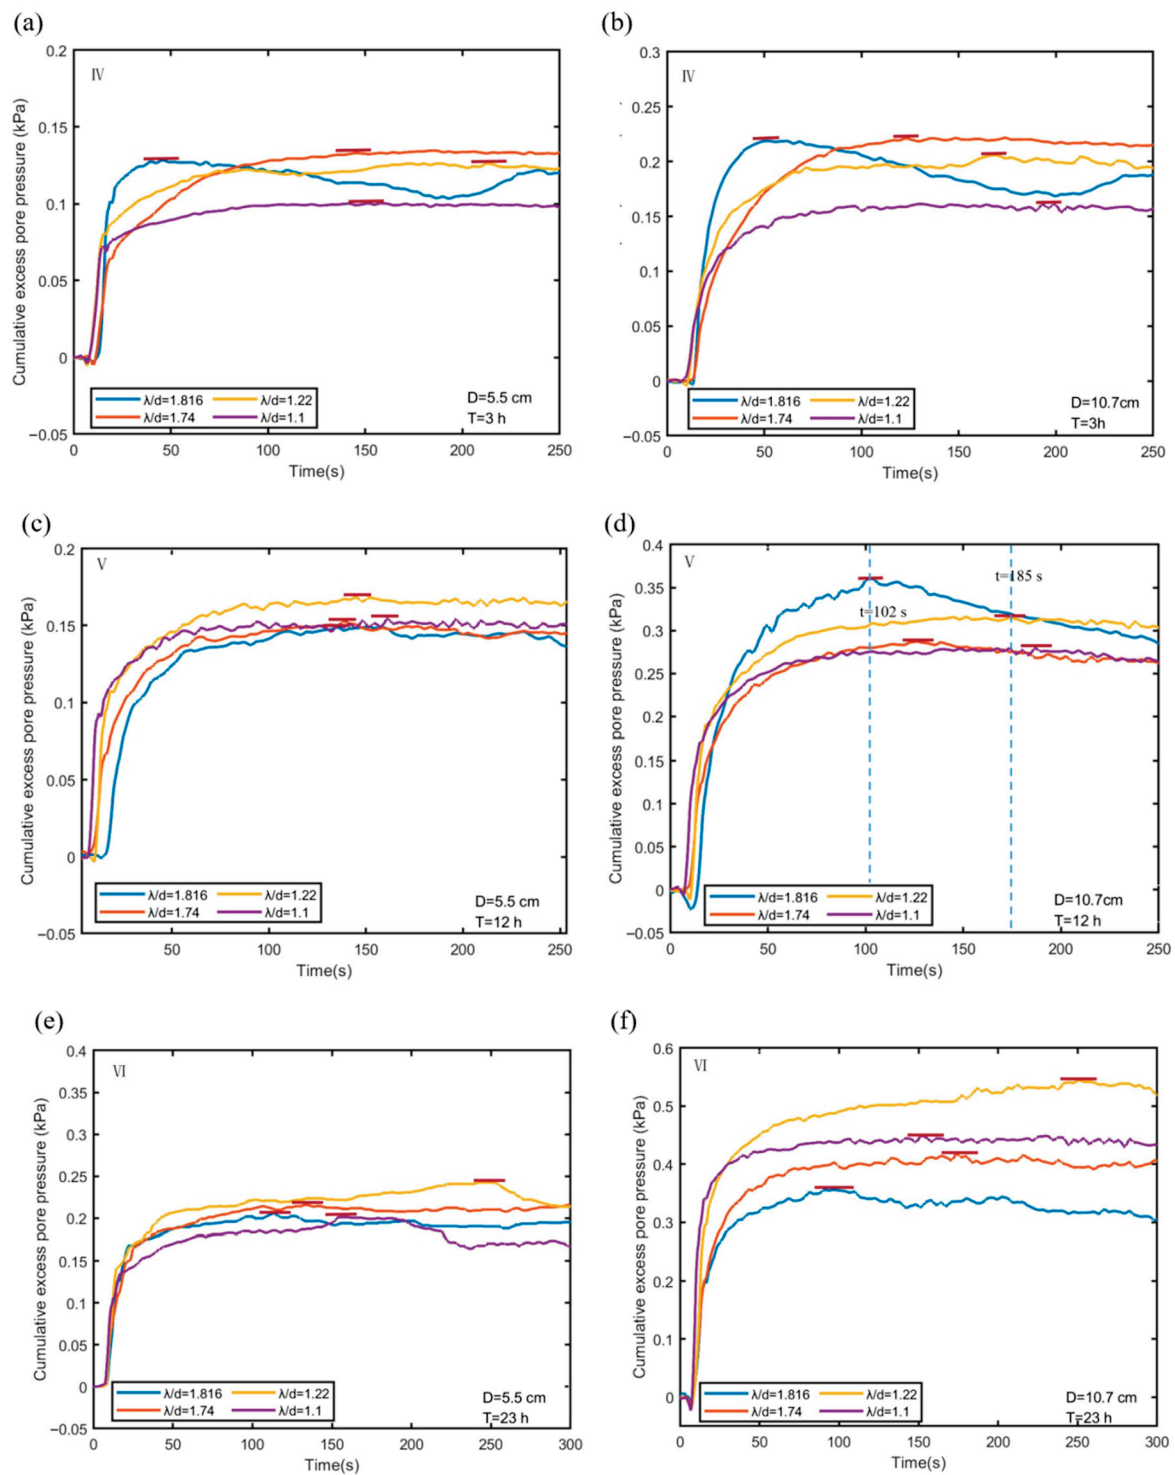 (a)
0.2
0.15
0.1
0.05
0
−0.05
0
50
100
150
200
250
Cumulative excess pore pressure (kPa)
Time(s)
IV
λ/d=1.816
λ/d=1.22
λ/d=1.74
λ/d=1.1
D=5.5 cm
T=3 h
(b)
0.3
0.25
0.2
0.15
0.1
0.05
0
−0.05
0
50
100
150
200
250
Cumulative excess pore pressure (kPa)
Time(s)
IV
λ/d=1.816
λ/d=1.22
λ/d=1.74
λ/d=1.1
D=10.7cm
T=3h
(c)
0.2
0.15
0.1
0.05
0
−0.05
50
100
150
200
250
Cumulative excess pore pressure (kPa)
Time(s)
V
λ/d=1.816
λ/d=1.22
λ/d=1.74
λ/d=1.1
D=5.5 cm
T=12 h
(d)
0.4
0.35
0.3
0.25
0.2
0.15
0.1
0.05
0
−0.05
0
50
100
150
200
250
Cumulative excess pore pressure (kPa)
Time(s)
V
t=185 s
t=102 s
λ/d=1.816
λ/d=1.22
λ/d=1.74
λ/d=1.1
D=10.7cm
T=12 h
(e)
0.4
0.35
0.3
0.25
0.2
0.15
0.1
0.05
0
−0.05
0
50
100
150
200
250
300
Cumulative excess pore pressure (kPa)
Time(s)
VI
λ/d=1.816
λ/d=1.22
λ/d=1.74
λ/d=1.1
D=5.5 cm
T=23 h
(f)
0.6
0.5
0.4
0.3
0.2
0.1
0
0
50
100
150
200
250
300
Cumulative excess pore pressure (kPa)
Time(s)
VI
λ/d=1.816
λ/d=1.22
λ/d=1.74
λ/d=1.1
D=10.7 cm
T=23 h